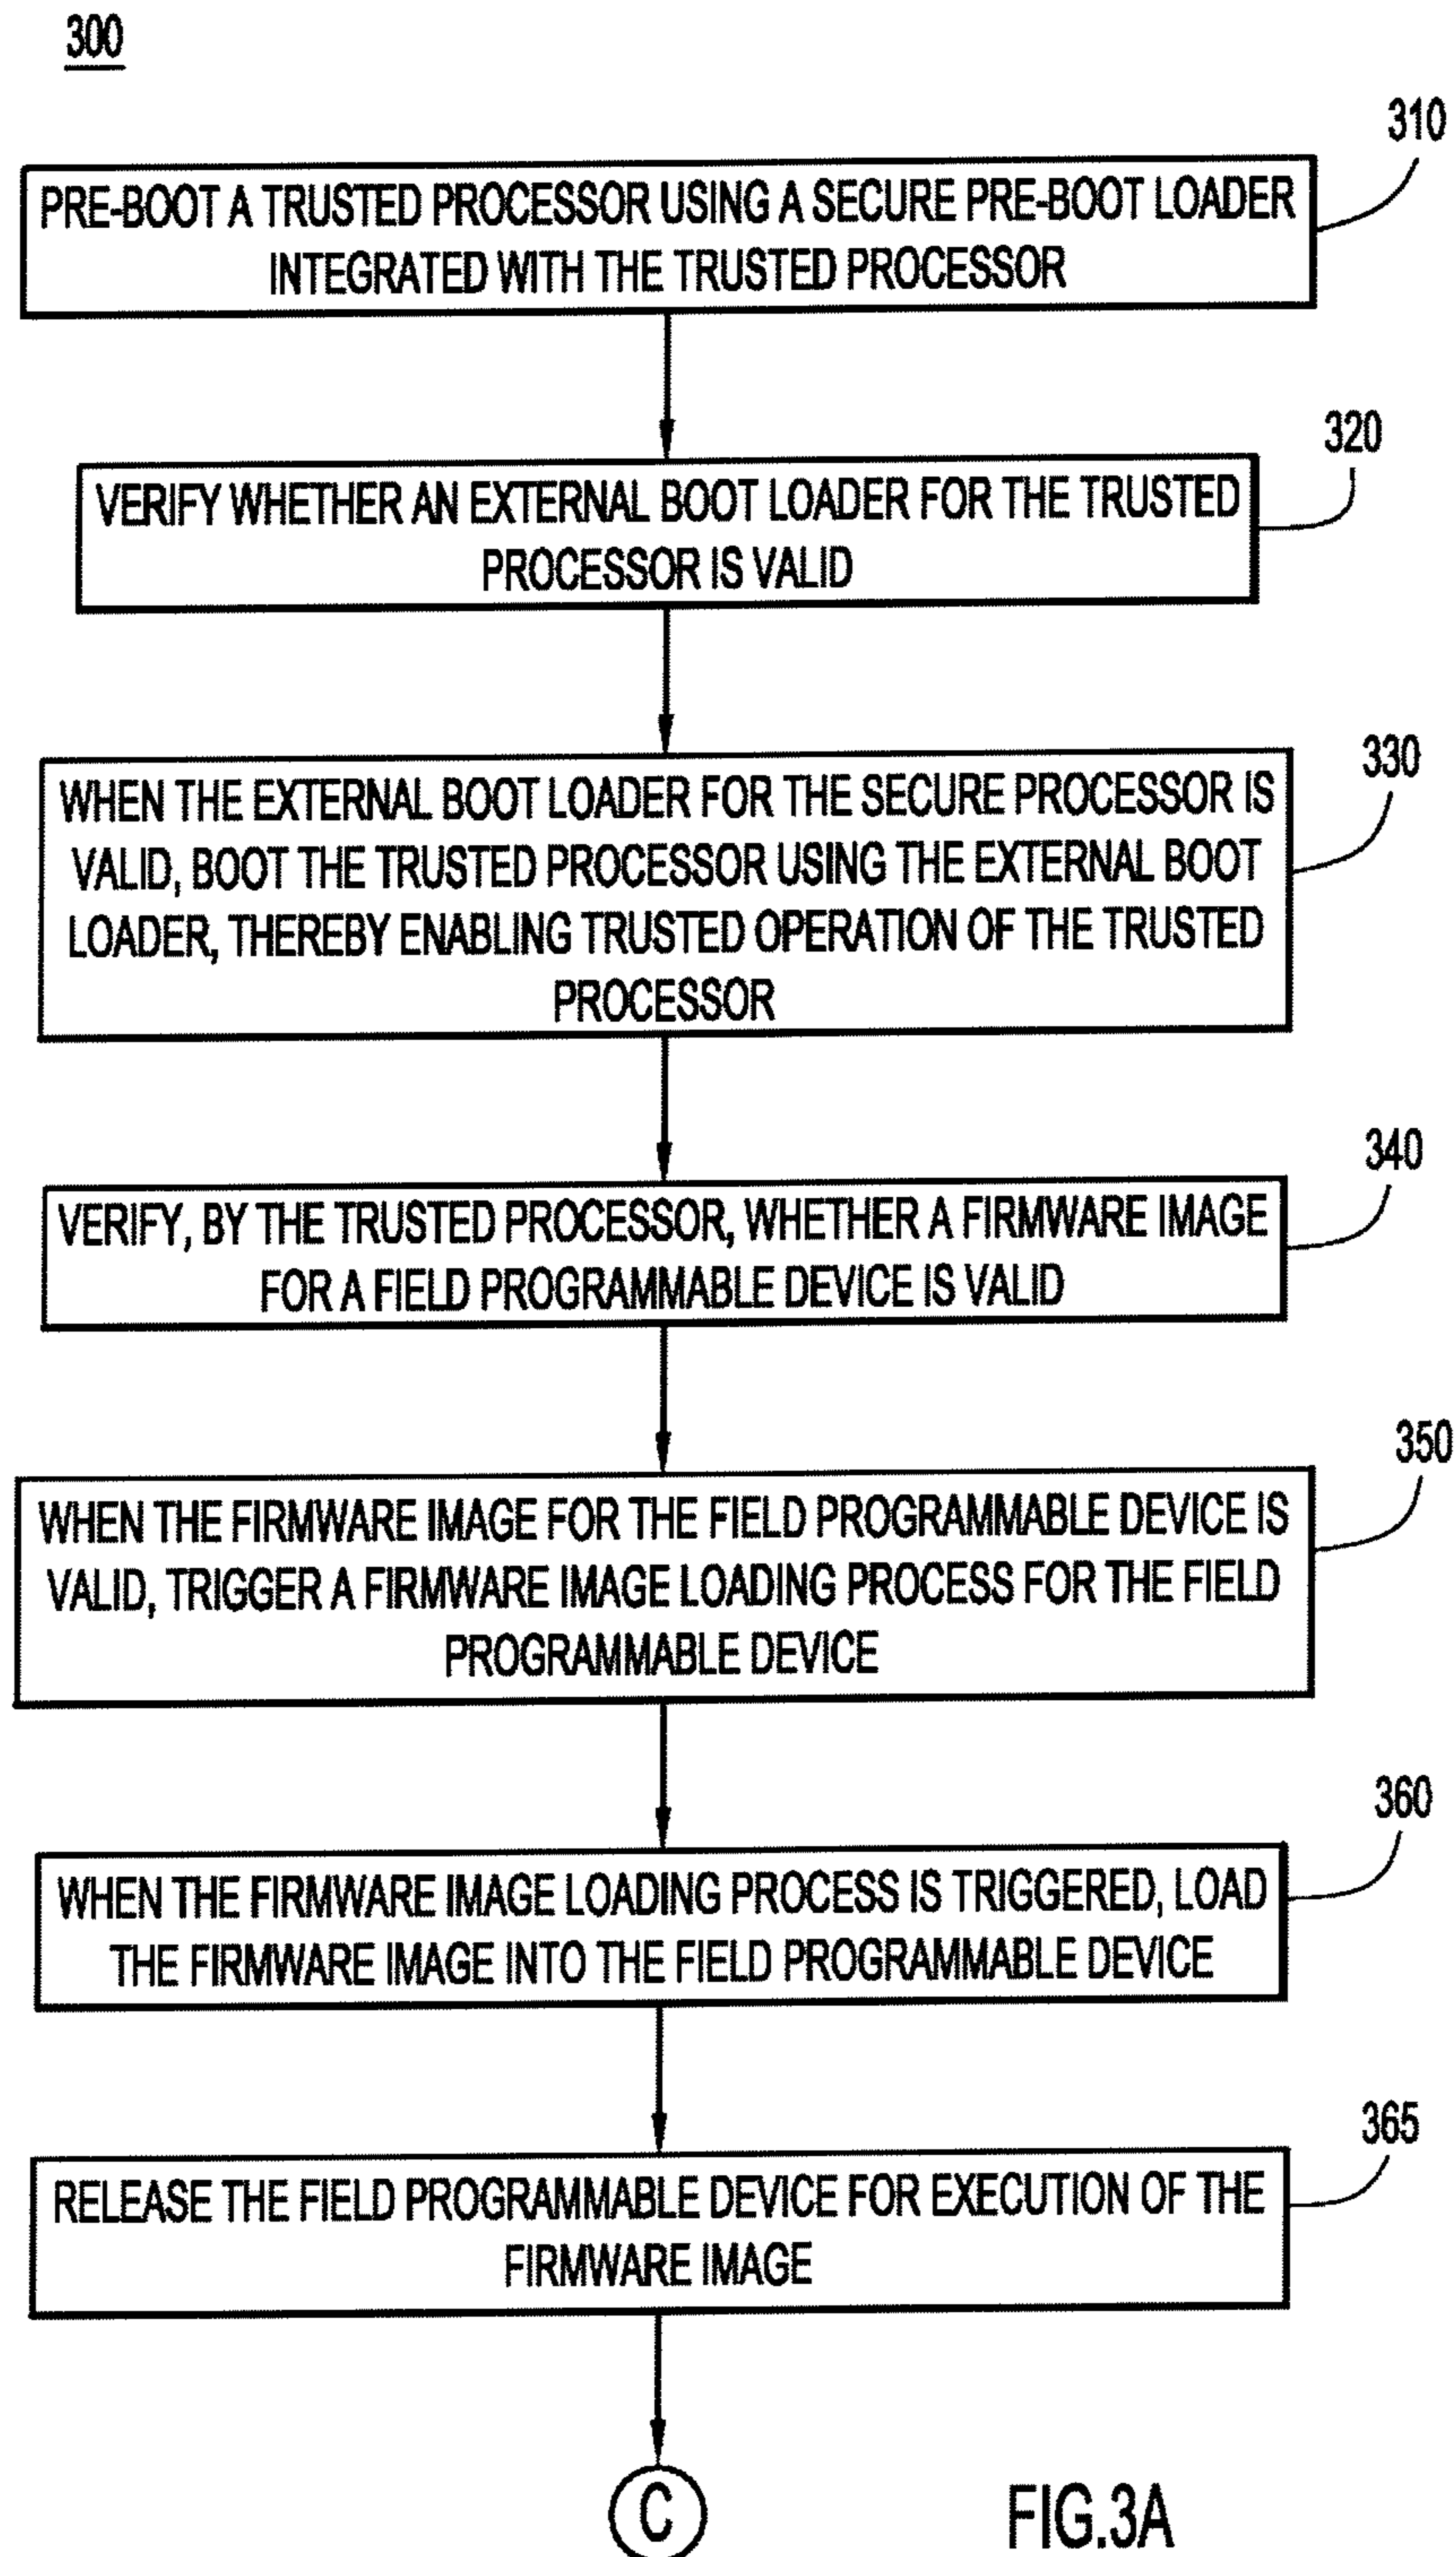 300
310
PRE-BOOT A TRUSTED PROCESSOR USING A SECURE PRE-BOOT LOADER
INTEGRATED WITH THE TRUSTED PROCESSOR
320
VERIFY WHETHER AN EXTERNAL BOOT LOADER FOR THE TRUSTED
PROCESSOR IS VALID
330
WHEN THE EXTERNAL BOOT LOADER FOR THE SECURE PROCESSOR IS
VALID, BOOT THE TRUSTED PROCESSOR USING THE EXTERNAL BOOT
LOADER, THEREBY ENABLING TRUSTED OPERATION OF THE TRUSTED
PROCESSOR
340
VERIFY, BY THE TRUSTED PROCESSOR, WHETHER A FIRMWARE IMAGE
FOR A FIELD PROGRAMMABLE DEVICE IS VALID
350
WHEN THE FIRMWARE IMAGE FOR THE FIELD PROGRAMMABLE DEVICE IS
VALID, TRIGGER A FIRMWARE IMAGE LOADING PROCESS FOR THE FIELD
PROGRAMMABLE DEVICE
360
WHEN THE FIRMWARE IMAGE LOADING PROCESS IS TRIGGERED, LOAD
THE FIRMWARE IMAGE INTO THE FIELD PROGRAMMABLE DEVICE
365
RELEASE THE FIELD PROGRAMMABLE DEVICE FOR EXECUTION OF THE
FIRMWARE IMAGE
C
FIG.3A